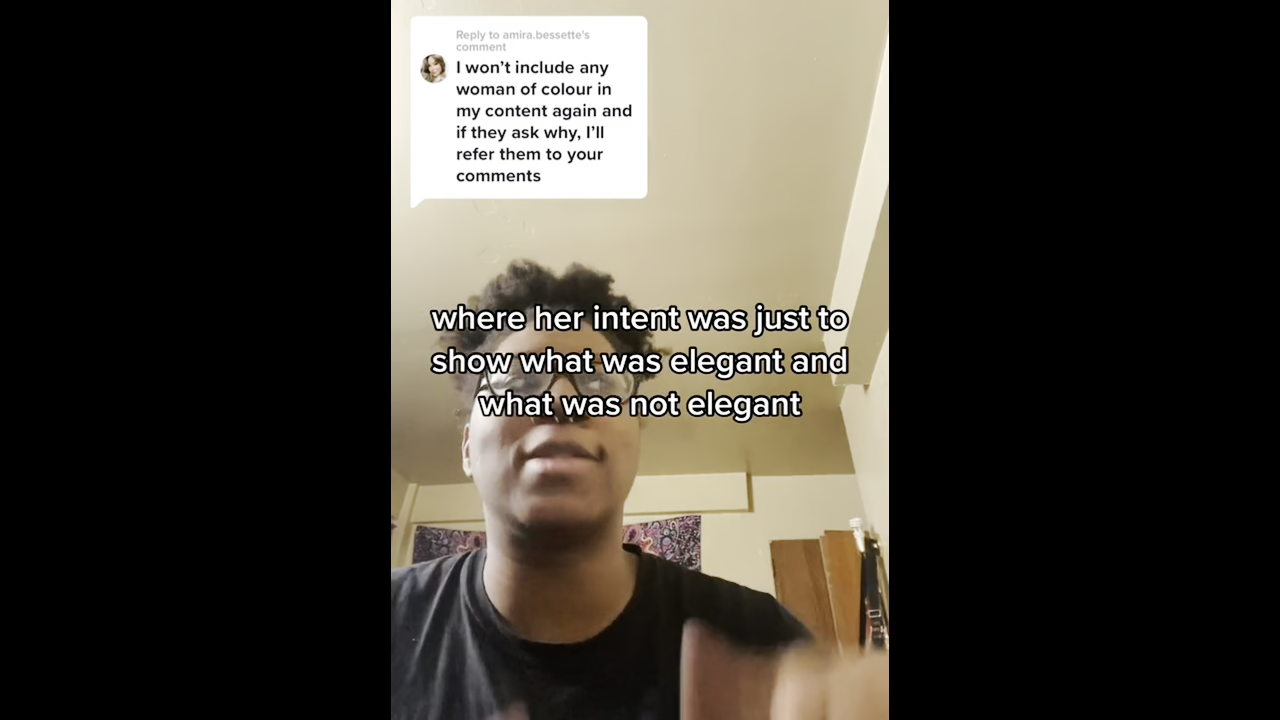 Reply to amira.bessette's
comment
I won't include any
woman of colour in
my content again and
if they ask why, I'll
refer them to your
comments
where her intent was just to
show what was elegant and
what was not elegant